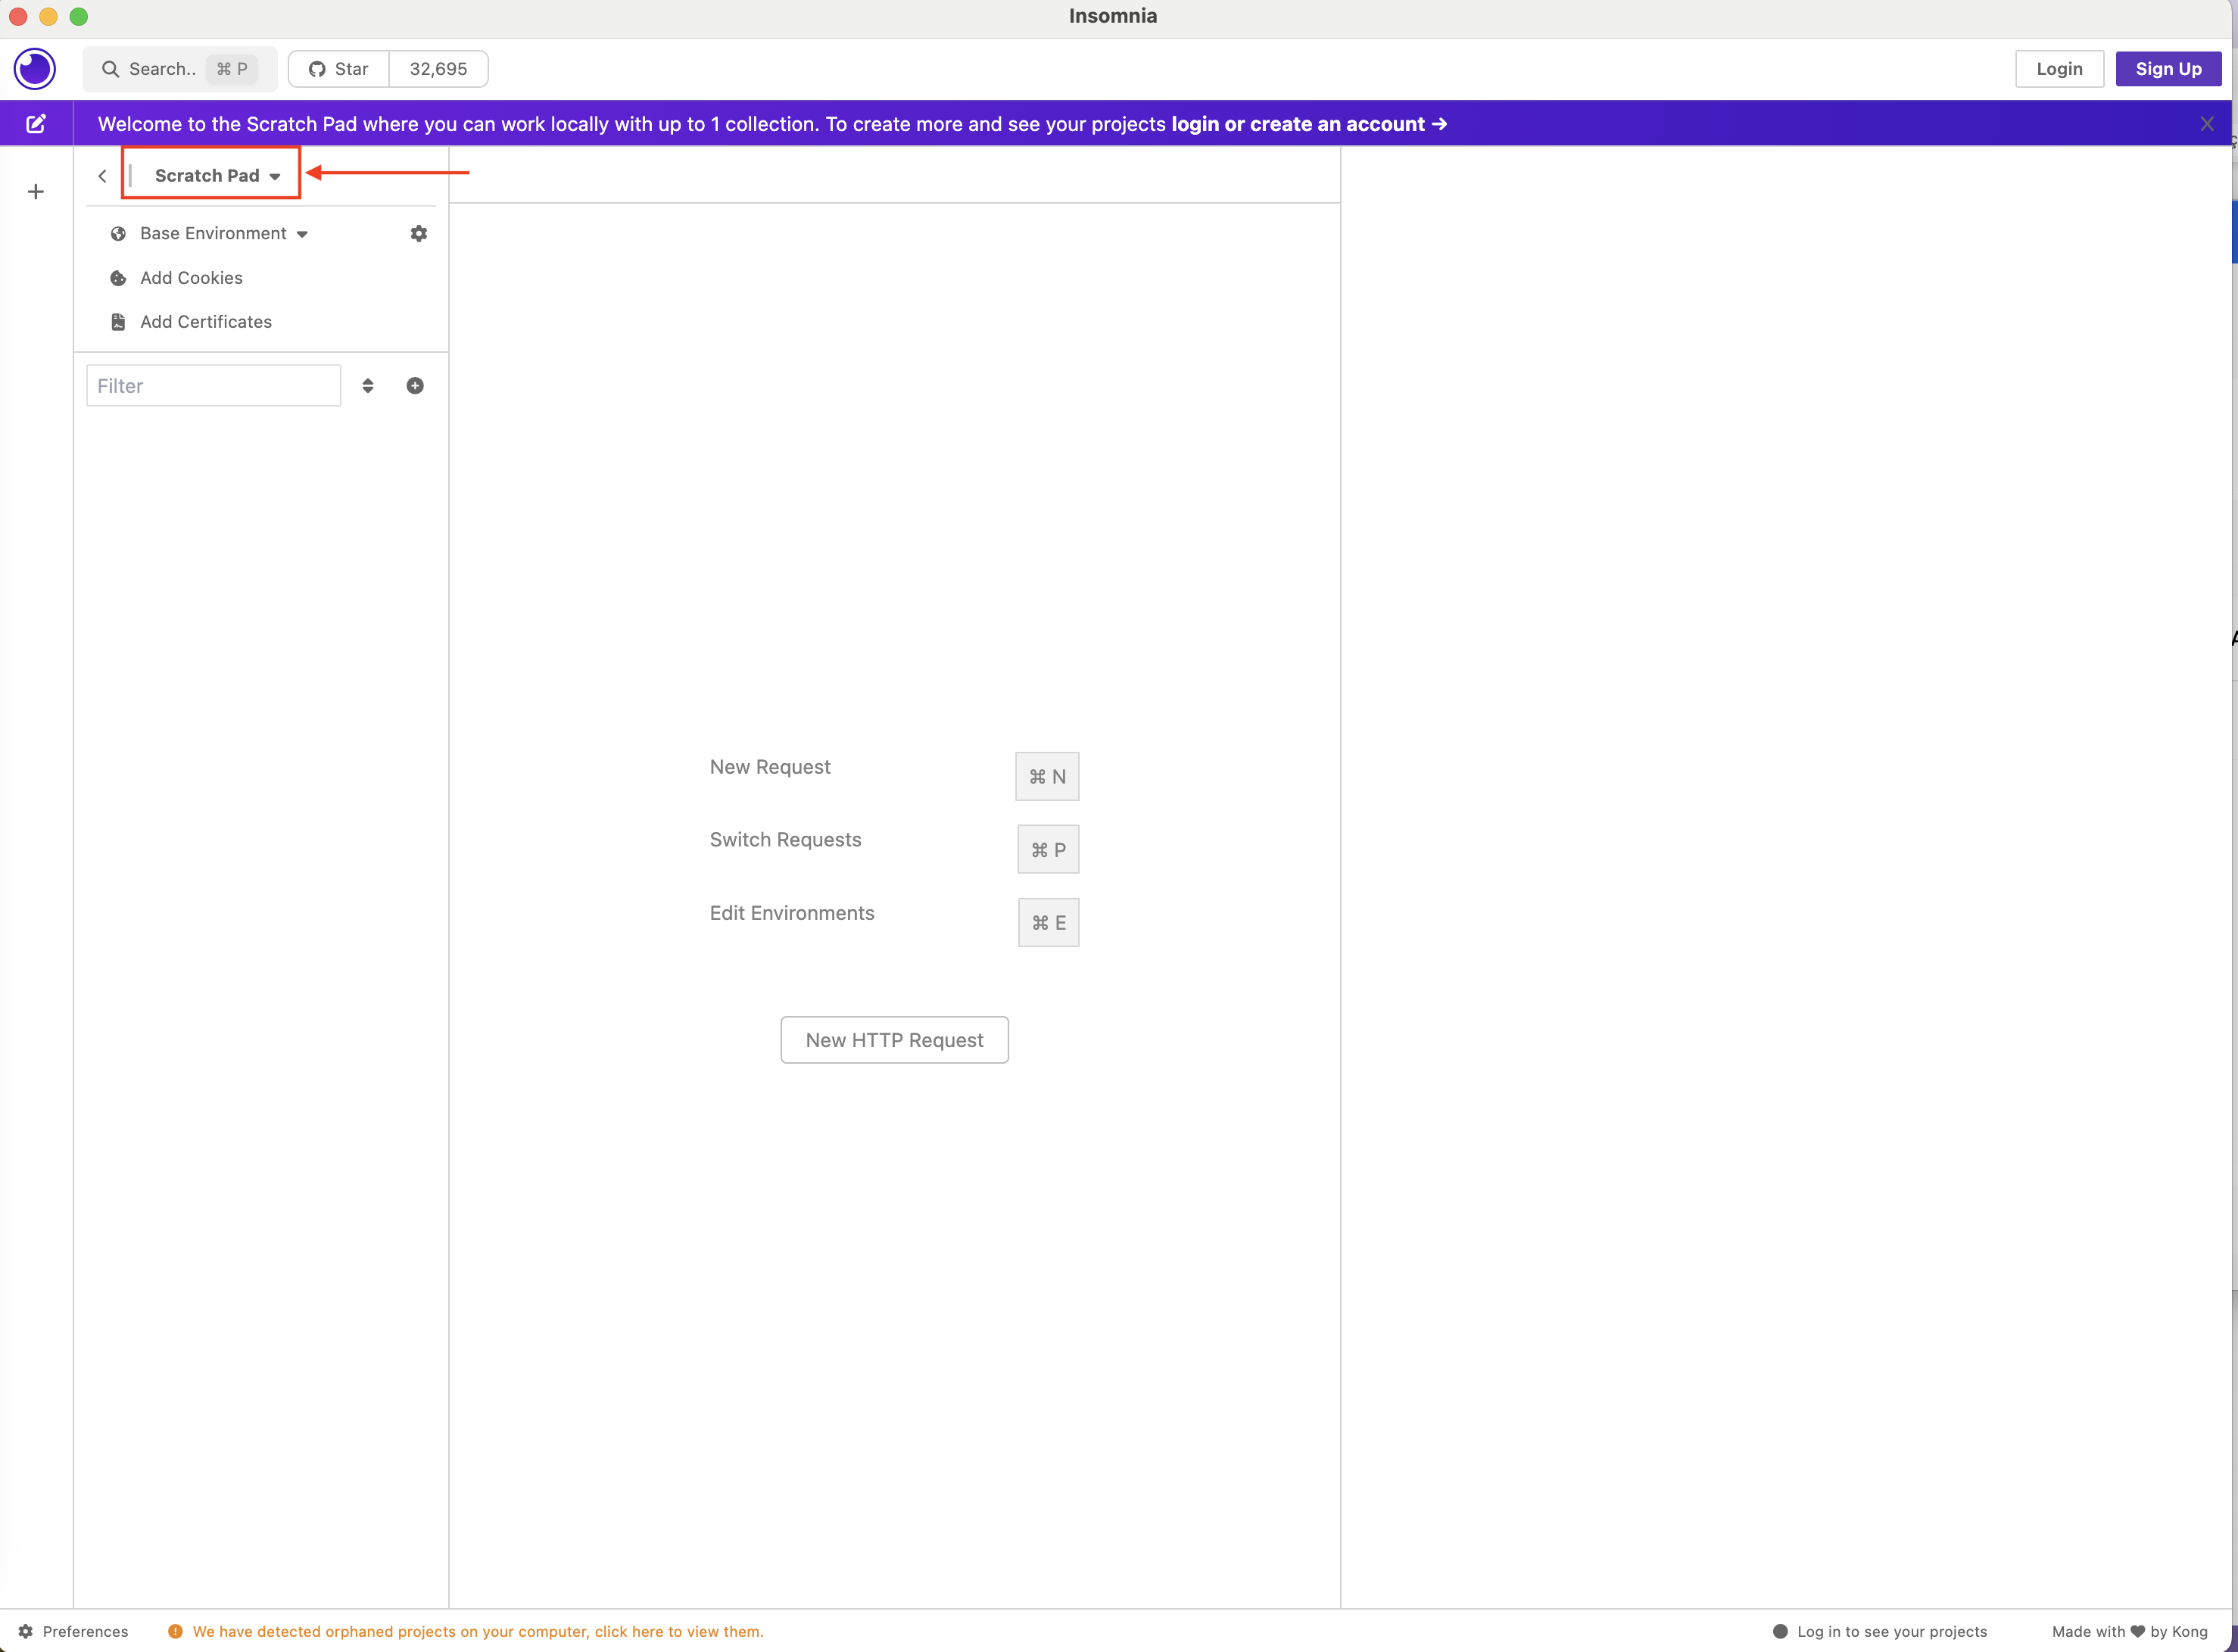 Insomnia
Search.. ⌘ P
Star 32,695
Login
Sign Up
Welcome to the Scratch Pad where you can work locally with up to 1 collection. To create more and see your projects login or create an account →
Scratch Pad
Base Environment
Add Cookies
Add Certificates
Filter
New Request ⌘ N
Switch Requests ⌘ P
Edit Environments ⌘ E
New HTTP Request
Preferences
We have detected orphaned projects on your computer, click here to view them.
Log in to see your projects
Made with ♥ by Kong